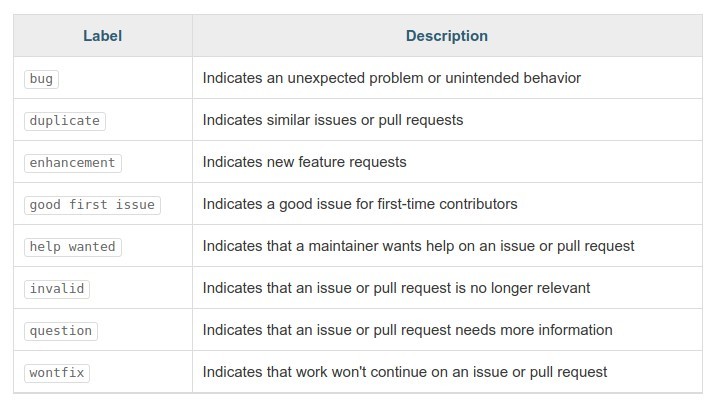 Label Description
bug Indicates an unexpected problem or unintended behavior
duplicate Indicates similar issues or pull requests
enhancement Indicates new feature requests
good first issue Indicates a good issue for first-time contributors
help wanted Indicates that a maintainer wants help on an issue or pull request
invalid Indicates that an issue or pull request is no longer relevant
question Indicates that an issue or pull request needs more information
wontfix Indicates that work won't continue on an issue or pull request